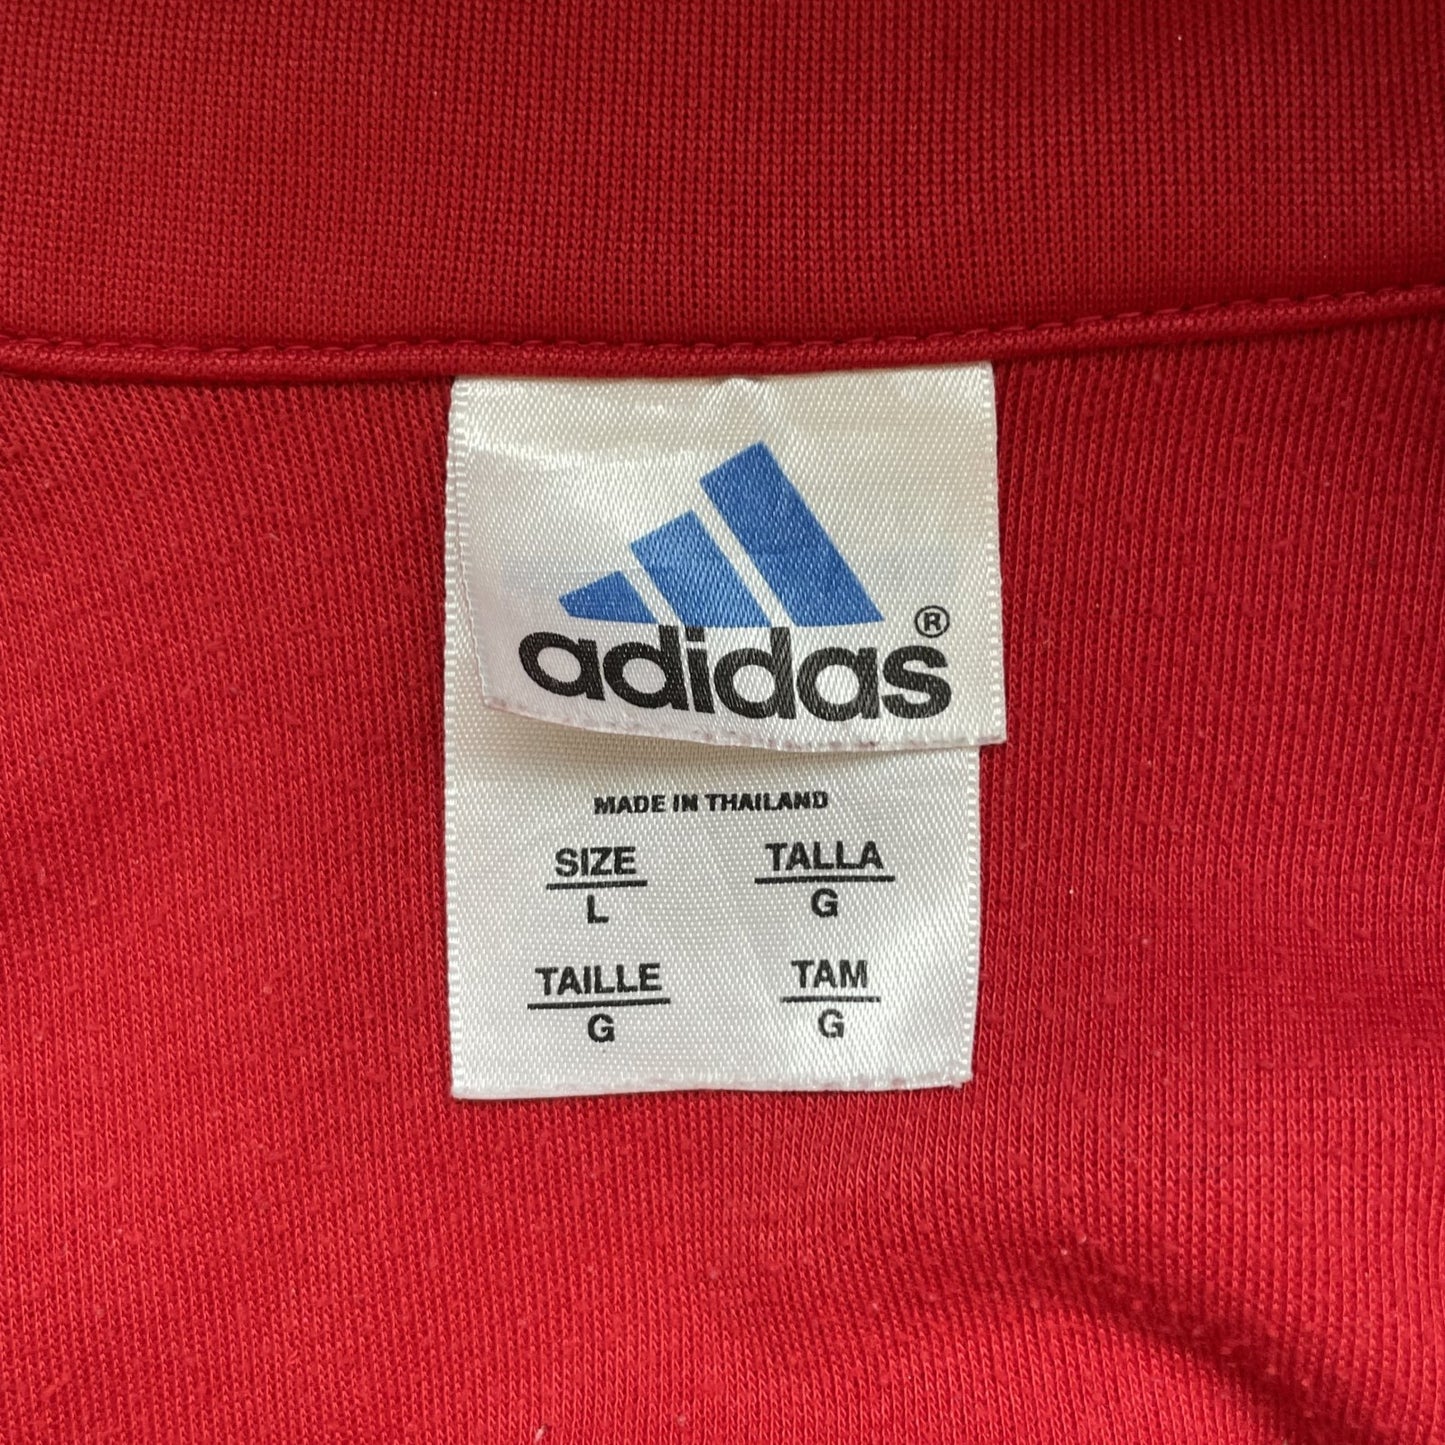 adidas®
MADE IN THAILAND
SIZE TALLA
L G
TAILLE TAM
G G